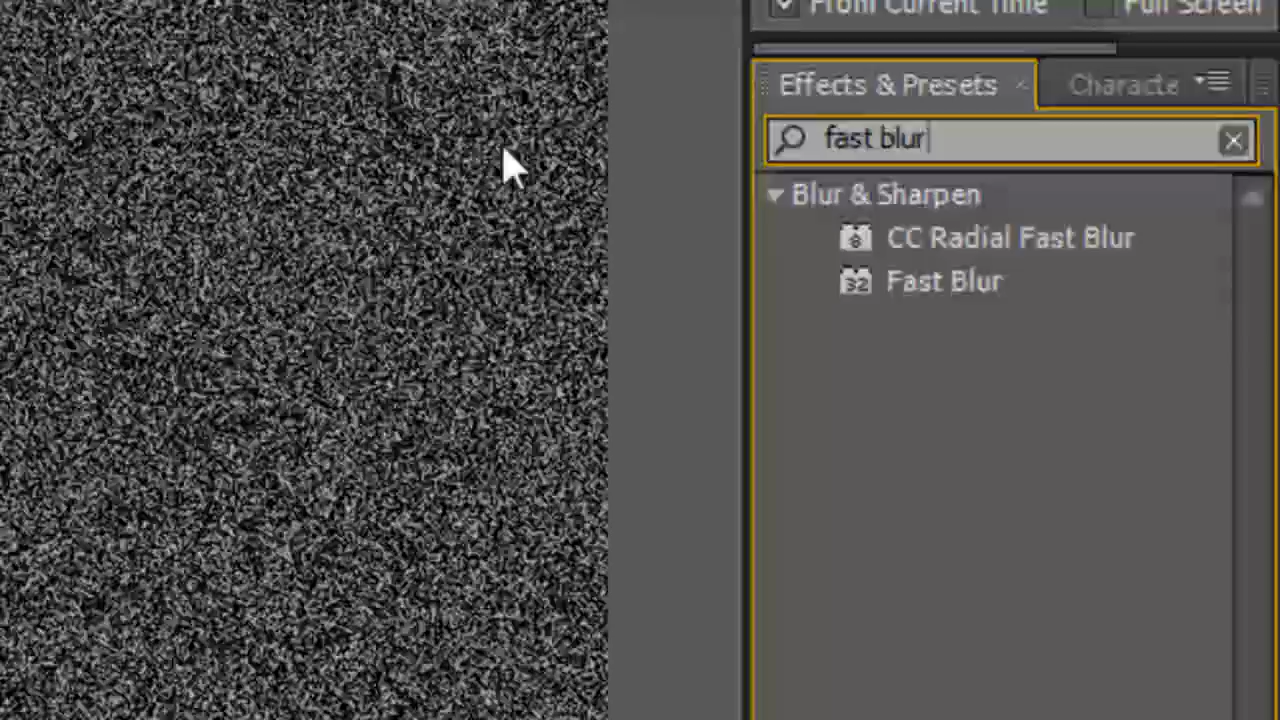 From Current Time Full Screen
Effects & Presets Characte
fast blur
Blur & Sharpen
8 CC Radial Fast Blur
32 Fast Blur